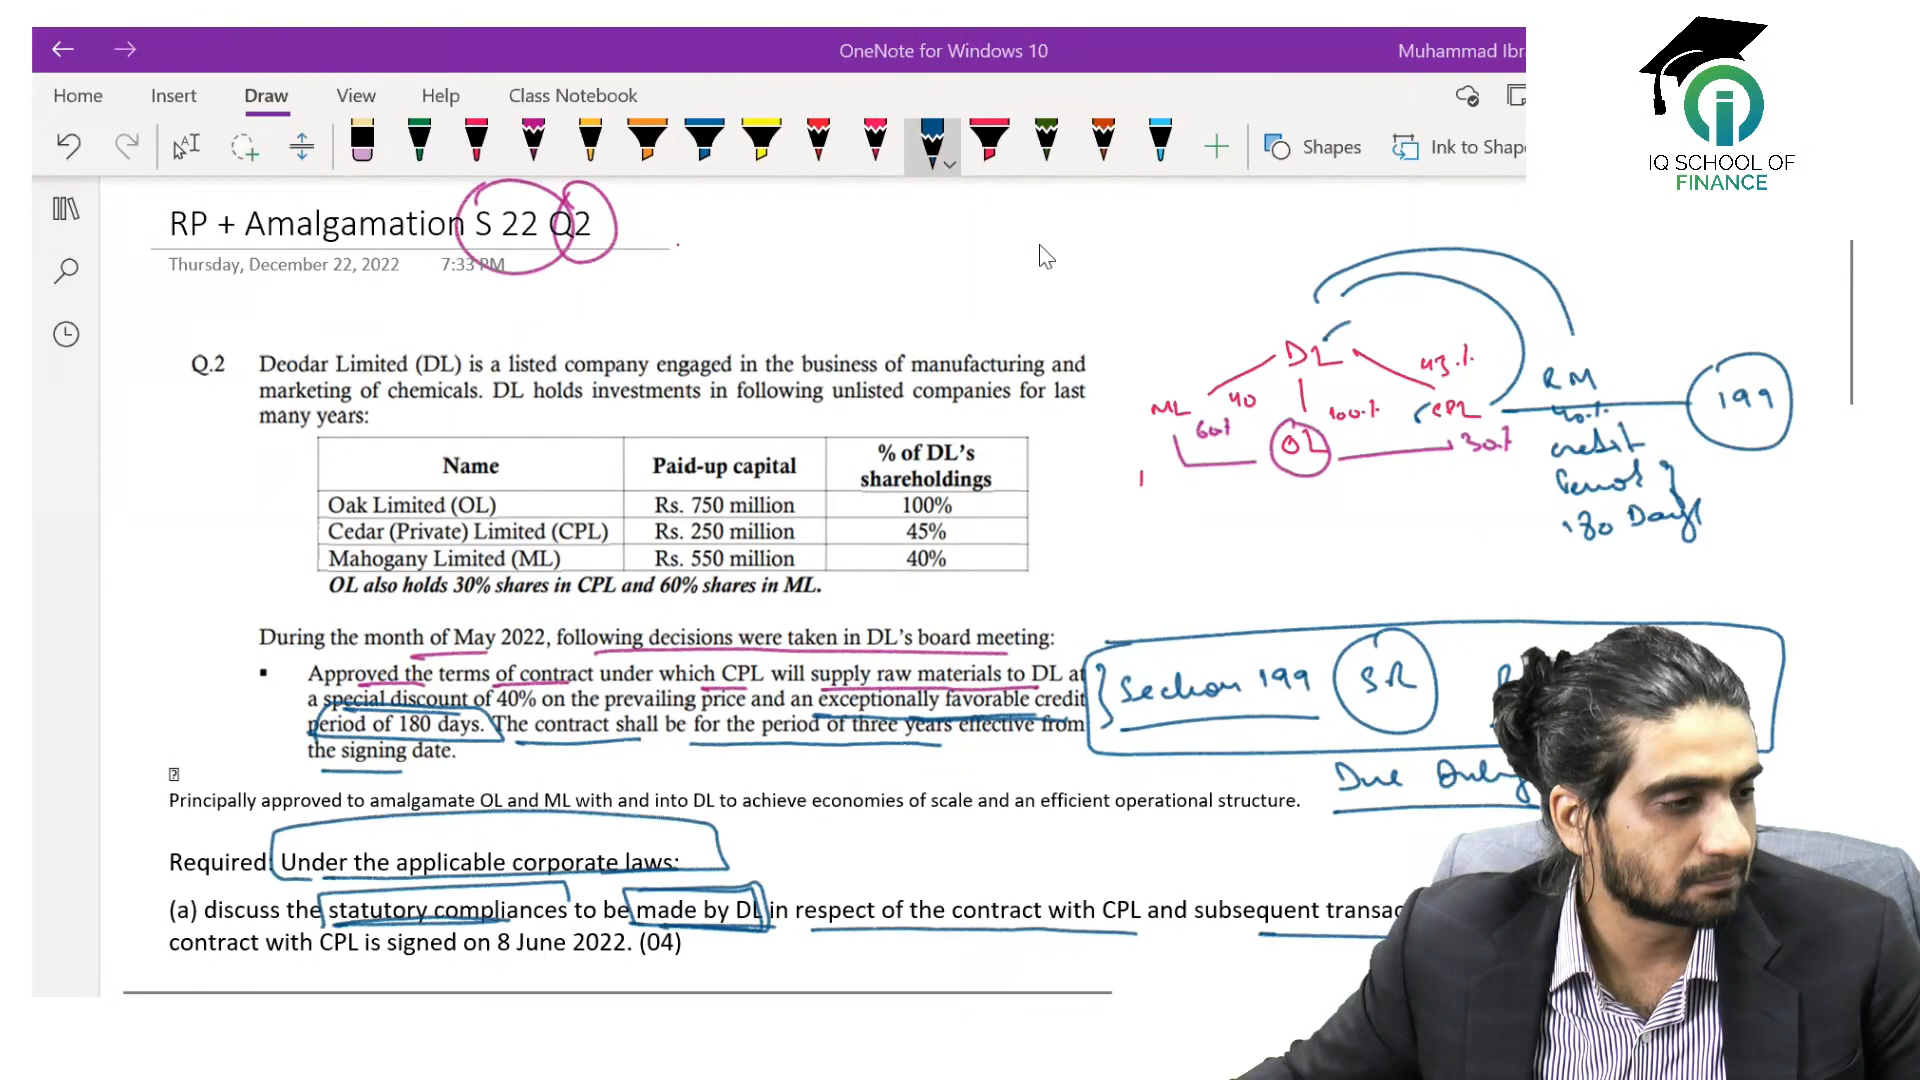 OneNote for Windows 10
Muhammad Ibr
Home Insert Draw View Help Class Notebook
Shapes Ink to Shap
IQ SCHOOL OF
FINANCE
RP + Amalgamation S 22 Q2
Thursday, December 22, 2022 7:33 PM
Q.2 Deodar Limited (DL) is a listed company engaged in the business of manufacturing and
marketing of chemicals. DL holds investments in following unlisted companies for last
many years:
Name Paid-up capital % of DL's shareholdings
Oak Limited (OL) Rs. 750 million 100%
Cedar (Private) Limited (CPL) Rs. 250 million 45%
Mahogany Limited (ML) Rs. 550 million 40%
OL also holds 30% shares in CPL and 60% shares in ML.
During the month of May 2022, following decisions were taken in DL's board meeting:
▪ Approved the terms of contract under which CPL will supply raw materials to DL at
a special discount of 40% on the prevailing price and an exceptionally favorable credit
period of 180 days. The contract shall be for the period of three years effective from
the signing date.
Principally approved to amalgamate OL and ML with and into DL to achieve economies of scale and an efficient operational structure.
Required: Under the applicable corporate laws:
(a) discuss the statutory compliances to be made by DL in respect of the contract with CPL and subsequent transac
contract with CPL is signed on 8 June 2022. (04)
DL
ML 40 100% CPL
60% OL 30%
RM
40%
credit
180 Days
199
Section 199 SR
Due